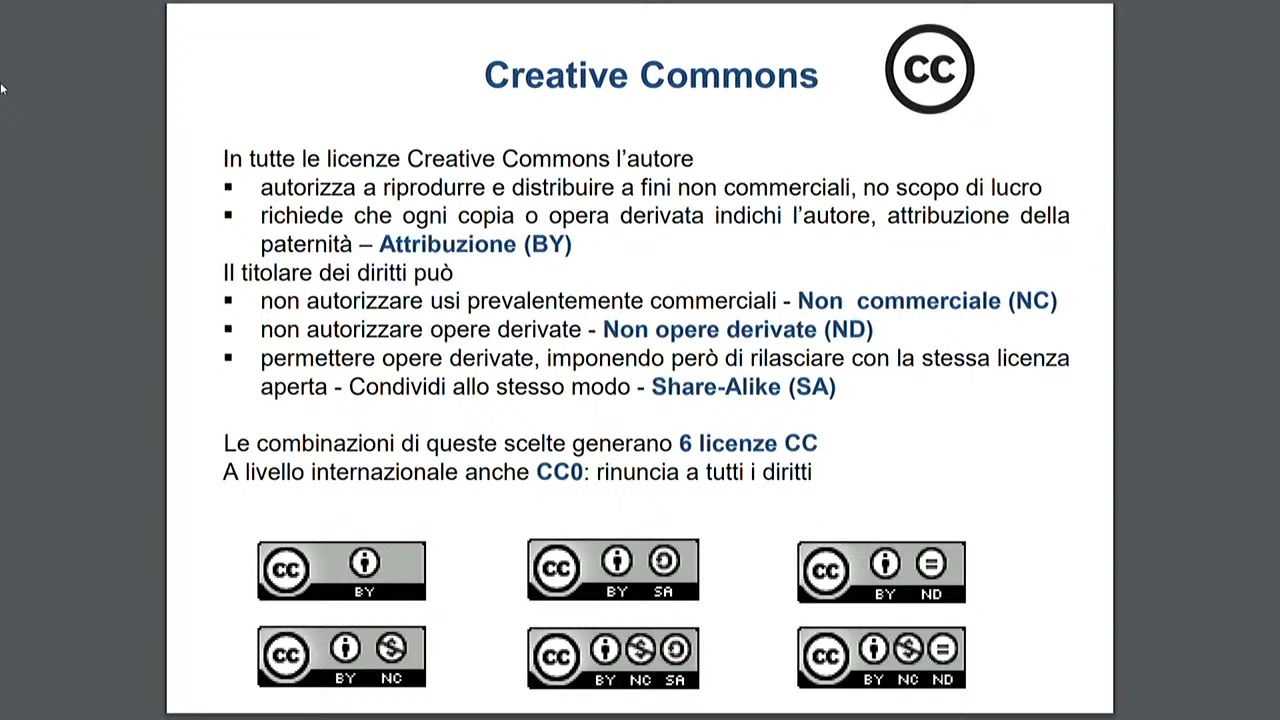 Creative Commons
CC
In tutte le licenze Creative Commons l’autore
▪ autorizza a riprodurre e distribuire a fini non commerciali, no scopo di lucro
▪ richiede che ogni copia o opera derivata indichi l’autore, attribuzione della
paternità – Attribuzione (BY)
Il titolare dei diritti può
▪ non autorizzare usi prevalentemente commerciali - Non commerciale (NC)
▪ non autorizzare opere derivate - Non opere derivate (ND)
▪ permettere opere derivate, imponendo però di rilasciare con la stessa licenza
aperta - Condividi allo stesso modo - Share-Alike (SA)
Le combinazioni di queste scelte generano 6 licenze CC
A livello internazionale anche CC0: rinuncia a tutti i diritti
CC BY
CC BY SA
CC BY ND
CC $ BY NC
CC $ BY NC SA
CC $ = BY NC ND